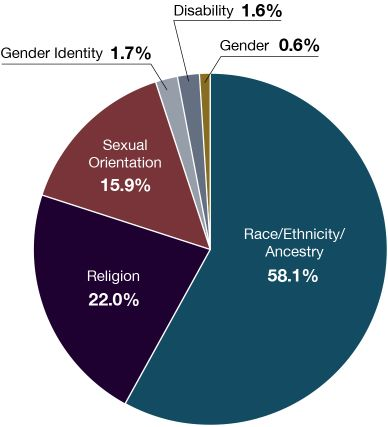 Disability 1.6%
Gender Identity 1.7%
Gender 0.6%
Sexual
Orientation
15.9%
Race/Ethnicity/
Ancestry
58.1%
Religion
22.0%